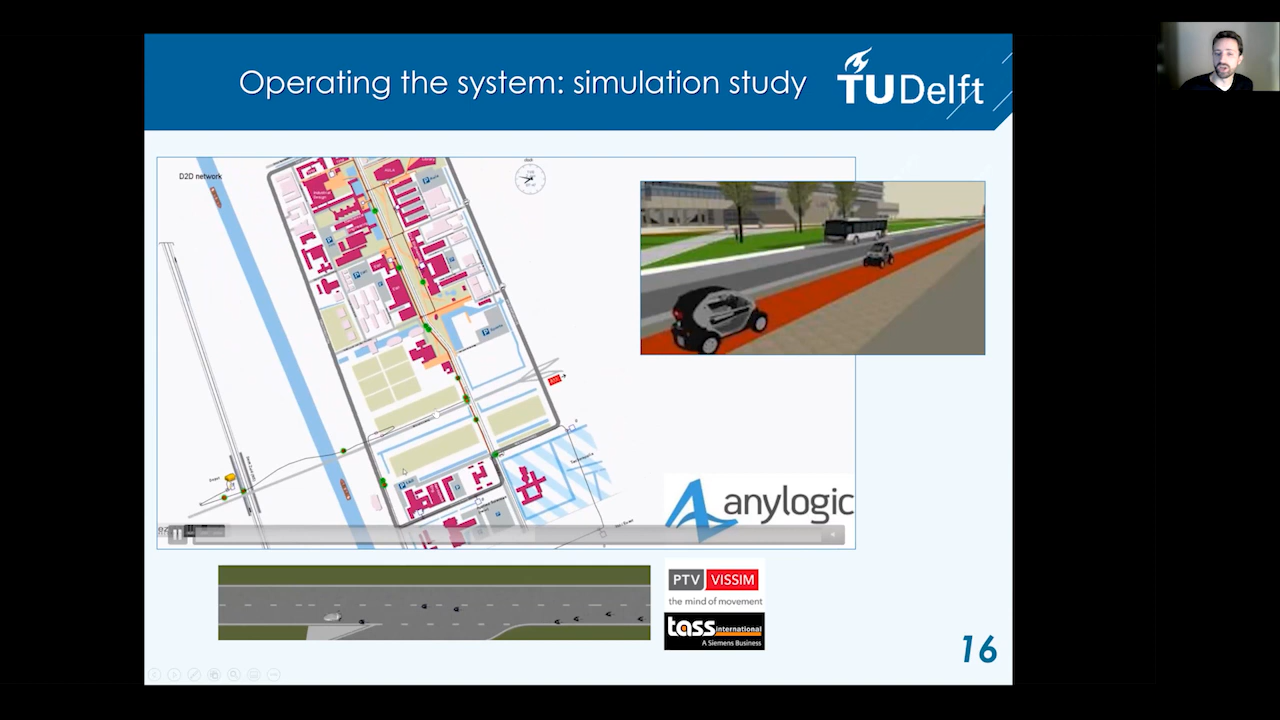 Operating the system: simulation study
TU Delft
D2D network
anylogic
PTV VISSIM
the mind of movement
tass international
A Siemens Business
16